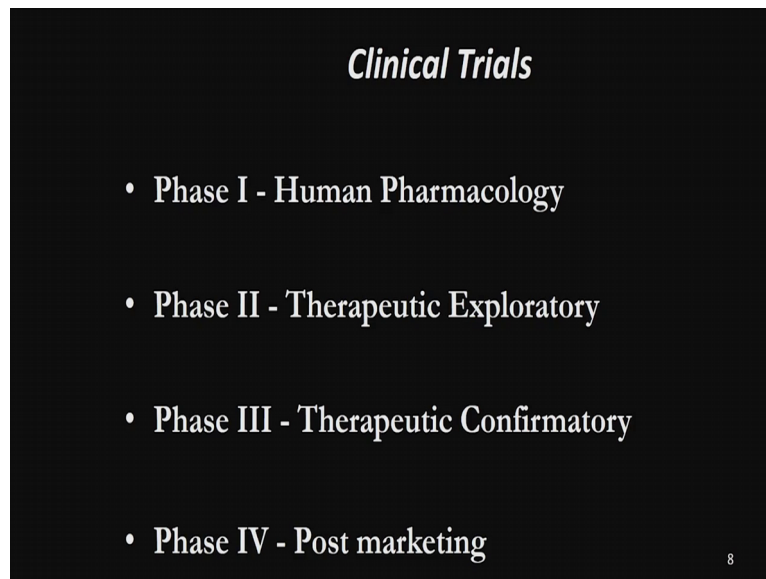 Clinical Trials
• Phase I - Human Pharmacology
• Phase II - Therapeutic Exploratory
• Phase III - Therapeutic Confirmatory
• Phase IV - Post marketing
8